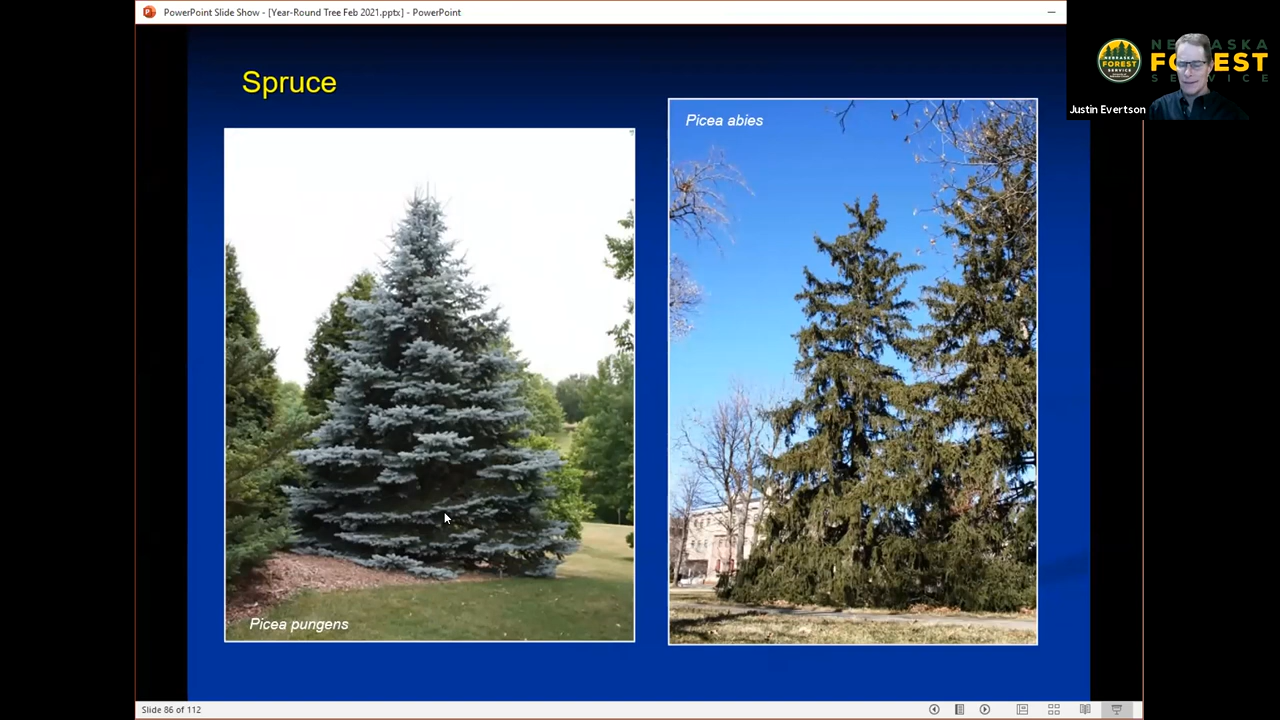 PowerPoint Slide Show - [Year-Round Tree Feb 2021.pptx] - PowerPoint
Spruce
Picea abies
Picea pungens
NEBRASKA
FOREST
SERVICE
NEBRASKA
FOREST
SERVICE
Justin Evertson
Slide 86 of 112